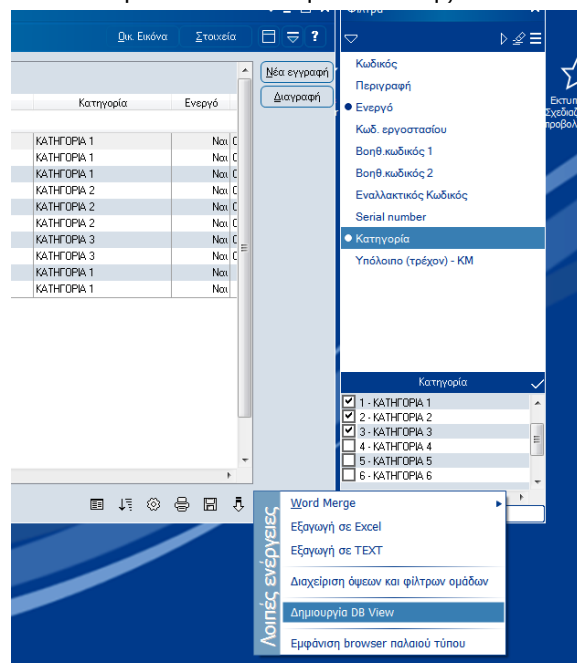 Φίλτρα
Οικ. Εικόνα Στοιχεία ?
Νέα εγγραφή
Διαγραφή
Κατηγορία Ενεργό
ΚΑΤΗΓΟΡΙΑ 1 Ναι
ΚΑΤΗΓΟΡΙΑ 1 Ναι
ΚΑΤΗΓΟΡΙΑ 1 Ναι
ΚΑΤΗΓΟΡΙΑ 2 Ναι
ΚΑΤΗΓΟΡΙΑ 2 Ναι
ΚΑΤΗΓΟΡΙΑ 2 Ναι
ΚΑΤΗΓΟΡΙΑ 3 Ναι
ΚΑΤΗΓΟΡΙΑ 3 Ναι
ΚΑΤΗΓΟΡΙΑ 1 Ναι
ΚΑΤΗΓΟΡΙΑ 1 Ναι
Κωδικός
Περιγραφή
Ενεργό
Κωδ. εργοστασίου
Βοηθ.κωδικός 1
Βοηθ.κωδικός 2
Εναλλακτικός Κωδικός
Serial number
Κατηγορία
Υπόλοιπο (τρέχον) - ΚΜ
Κατηγορία
1 - ΚΑΤΗΓΟΡΙΑ 1
2 - ΚΑΤΗΓΟΡΙΑ 2
3 - ΚΑΤΗΓΟΡΙΑ 3
4 - ΚΑΤΗΓΟΡΙΑ 4
5 - ΚΑΤΗΓΟΡΙΑ 5
6 - ΚΑΤΗΓΟΡΙΑ 6
Λοιπές ενέργειες
Word Merge
Εξαγωγή σε Excel
Εξαγωγή σε TEXT
Διαχείριση όψεων και φίλτρων ομάδων
Δημιουργία DB View
Εμφάνιση browser παλαιού τύπου